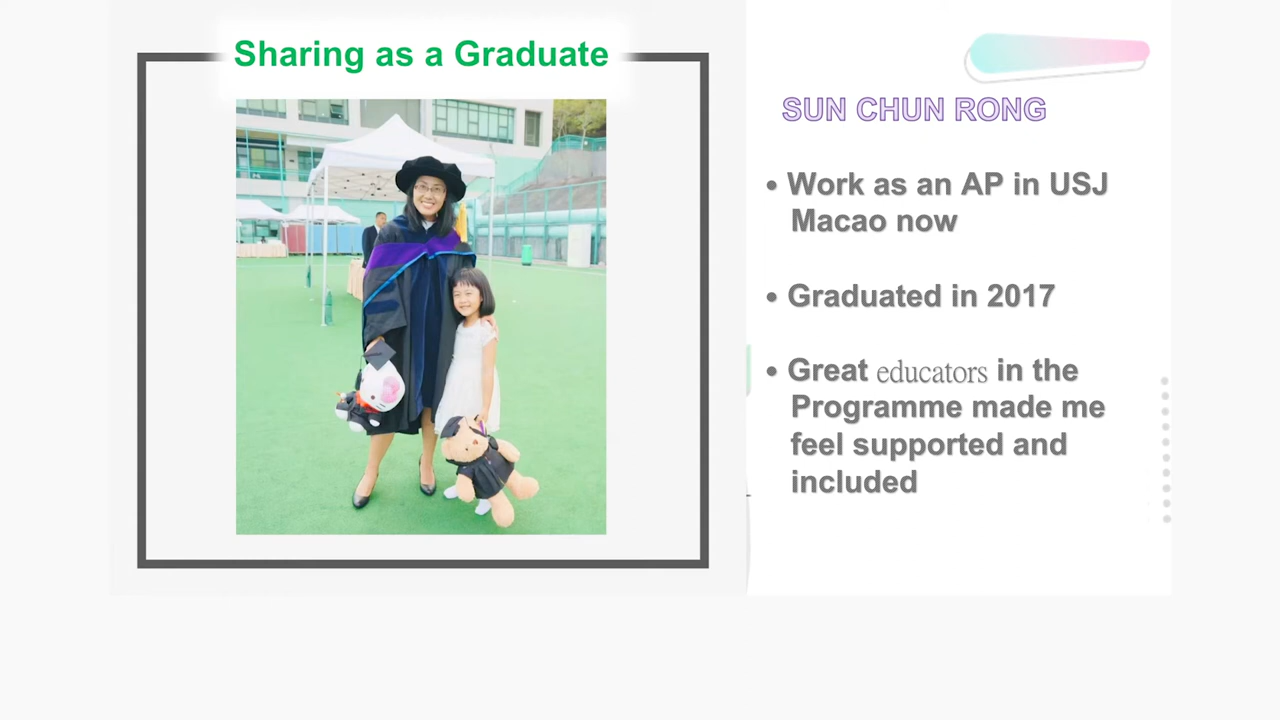 Sharing as a Graduate
SUN CHUN RONG
• Work as an AP in USJ
Macao now
• Graduated in 2017
• Great educators in the
Programme made me
feel supported and
included